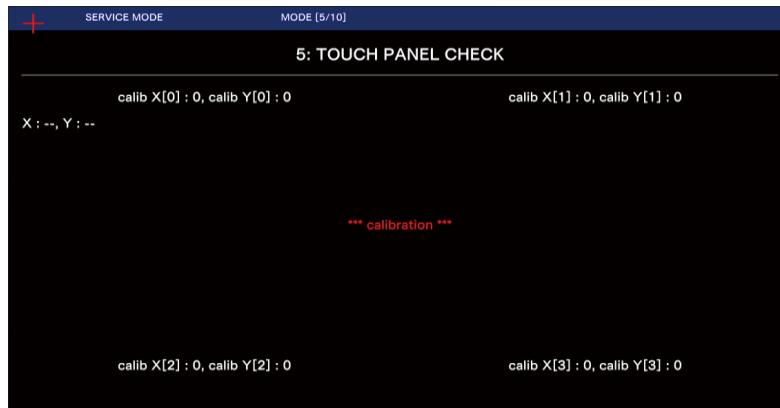 SERVICE MODE MODE [5/10]
5: TOUCH PANEL CHECK
calib X[0] : 0, calib Y[0] : 0 calib X[1] : 0, calib Y[1] : 0
X : --, Y : --
*** calibration ***
calib X[2] : 0, calib Y[2] : 0 calib X[3] : 0, calib Y[3] : 0